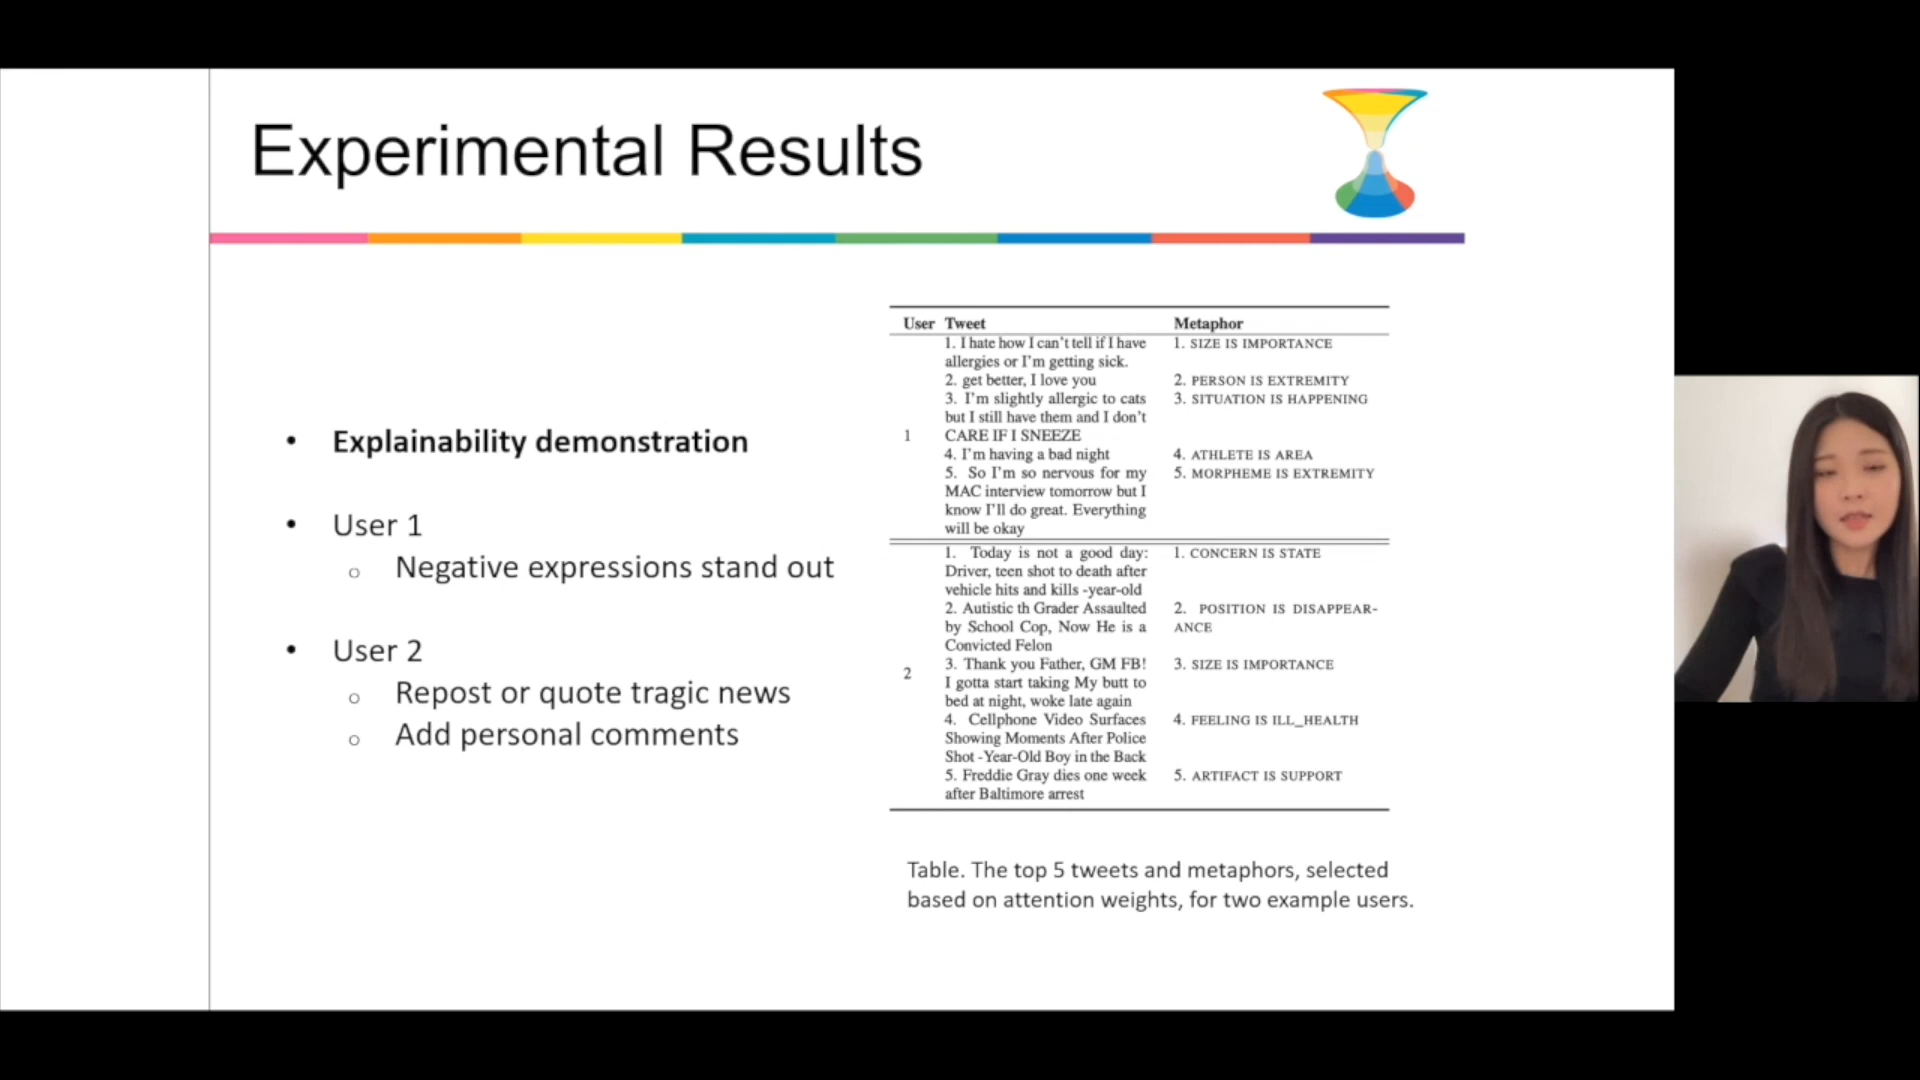 Experimental Results
• Explainability demonstration
• User 1
o Negative expressions stand out
• User 2
o Repost or quote tragic news
o Add personal comments
User Tweet Metaphor
1. I hate how I can't tell if I have 1. SIZE IS IMPORTANCE
allergies or I'm getting sick.
2. get better, I love you 2. PERSON IS EXTREMITY
3. I'm slightly allergic to cats 3. SITUATION IS HAPPENING
but I still have them and I don't
1 CARE IF I SNEEZE
4. I'm having a bad night 4. ATHLETE IS AREA
5. So I'm so nervous for my 5. MORPHEME IS EXTREMITY
MAC interview tomorrow but I
know I'll do great. Everything
will be okay
1. Today is not a good day: 1. CONCERN IS STATE
Driver, teen shot to death after
vehicle hits and kills -year-old
2. Autistic th Grader Assaulted 2. POSITION IS DISAPPEAR-
by School Cop, Now He is a ANCE
Convicted Felon
3. Thank you Father, GM FB! 3. SIZE IS IMPORTANCE
2 I gotta start taking My butt to
bed at night, woke late again
4. Cellphone Video Surfaces 4. FEELING IS ILL_HEALTH
Showing Moments After Police
Shot -Year-Old Boy in the Back
5. Freddie Gray dies one week 5. ARTIFACT IS SUPPORT
after Baltimore arrest
Table. The top 5 tweets and metaphors, selected
based on attention weights, for two example users.